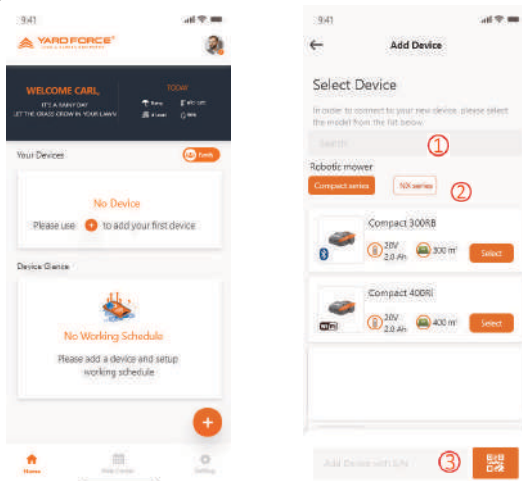 9:41
YARD FORCE®
WELCOME CARL,
IT'S A RAINY DAY
LET THE GRASS GROW IN YOUR LAWN
TODAY
Your Devices
No Device
Please use + to add your first device
Device Glance
No Working Schedule
Please add a device and setup
working schedule
+
Home
Help Center
Setting
9:41
← Add Device
Select Device
In order to connect to your new device, please select
the model from the list below.
Search
①
Robotic mower
Compact series
NX series
②
Compact 300RB
20V
2.0 Ah
300 m²
Select
Compact 400Ri
WiFi
20V
2.0 Ah
400 m²
Select
Add Device with S/N
③